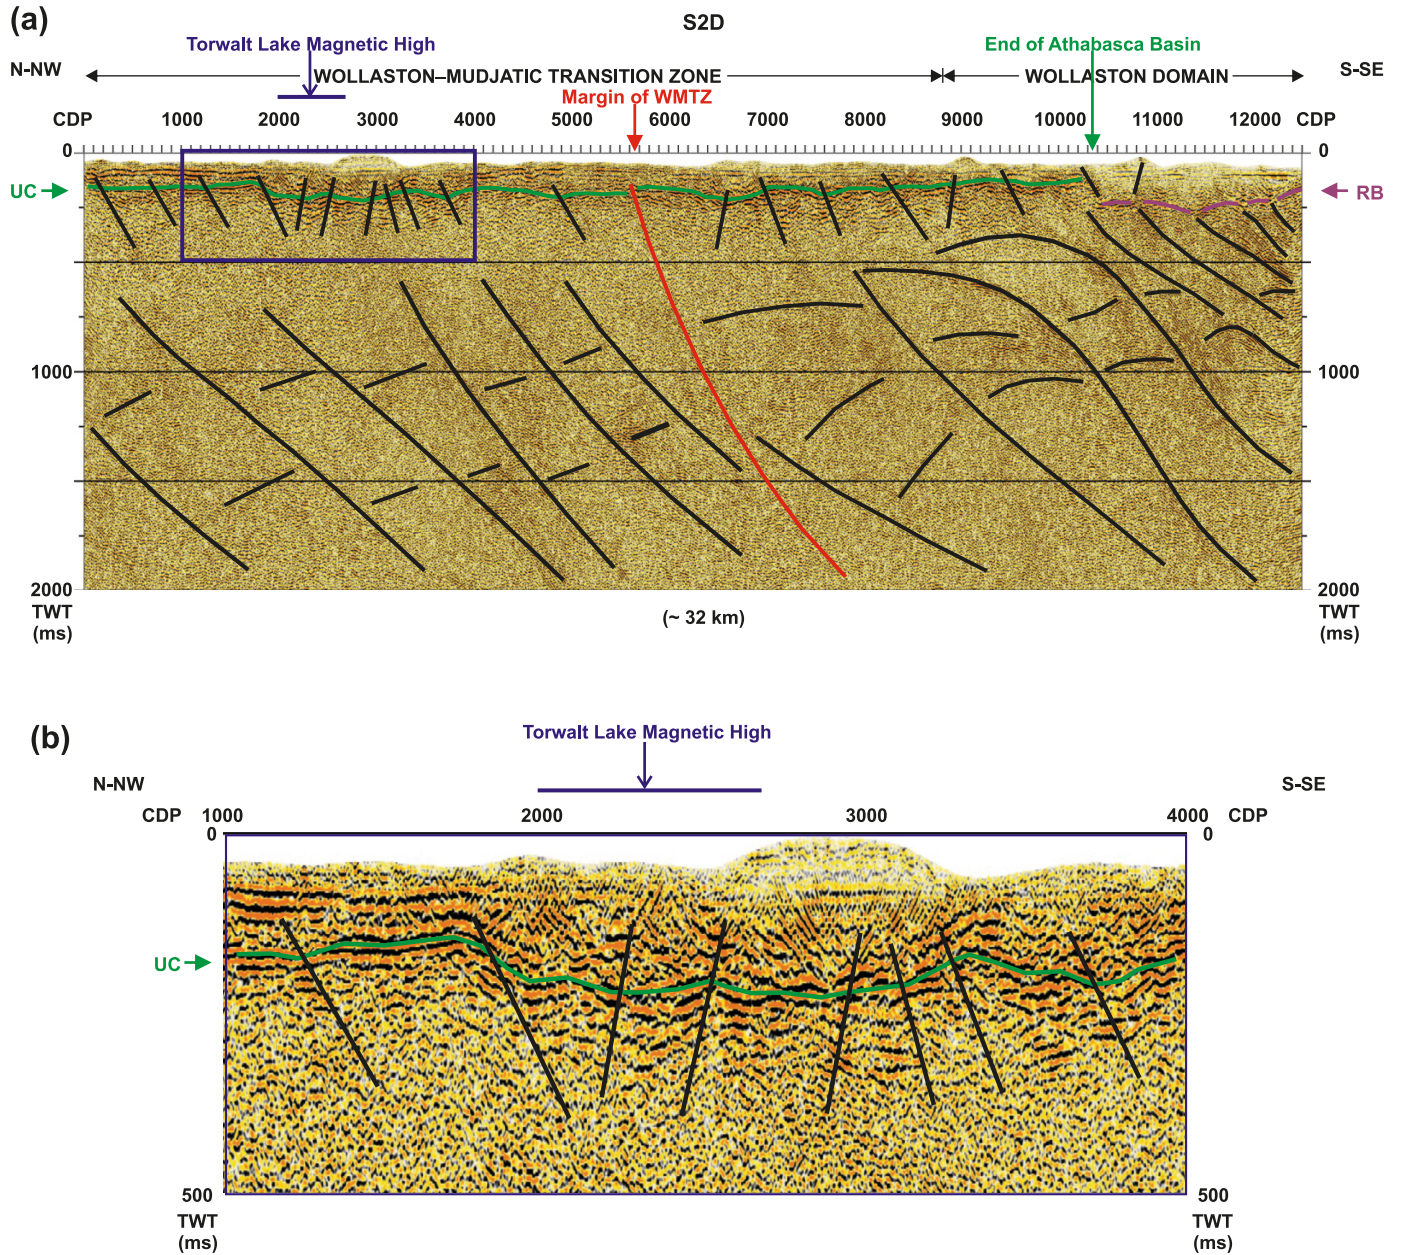 (a)
S2D
Torwalt Lake Magnetic High
End of Athabasca Basin
N-NW
WOLLASTON–MUDJATIC TRANSITION ZONE
WOLLASTON DOMAIN
S-SE
Margin of WMTZ
CDP 1000 2000 3000 4000 5000 6000 7000 8000 9000 10000 11000 12000 CDP
0 0
UC
RB
1000 1000
2000 2000
TWT TWT
(ms) (ms)
(~ 32 km)
(b)
Torwalt Lake Magnetic High
N-NW S-SE
CDP 1000 2000 3000 4000 CDP
0 0
UC
500 500
TWT TWT
(ms) (ms)